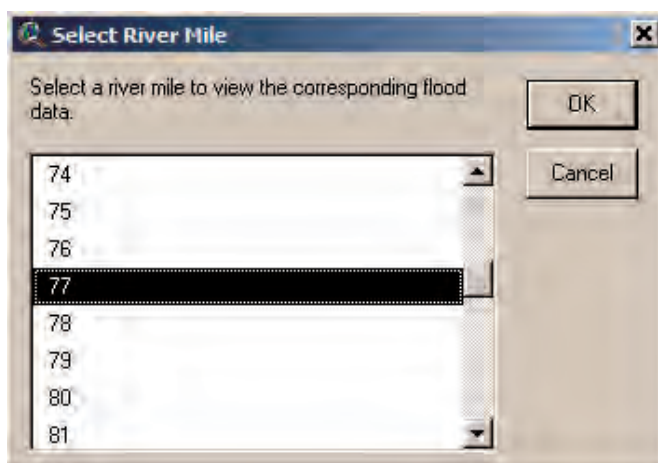 Select River Mile
Select a river mile to view the corresponding flood
data.
OK
Cancel
74
75
76
77
78
79
80
81